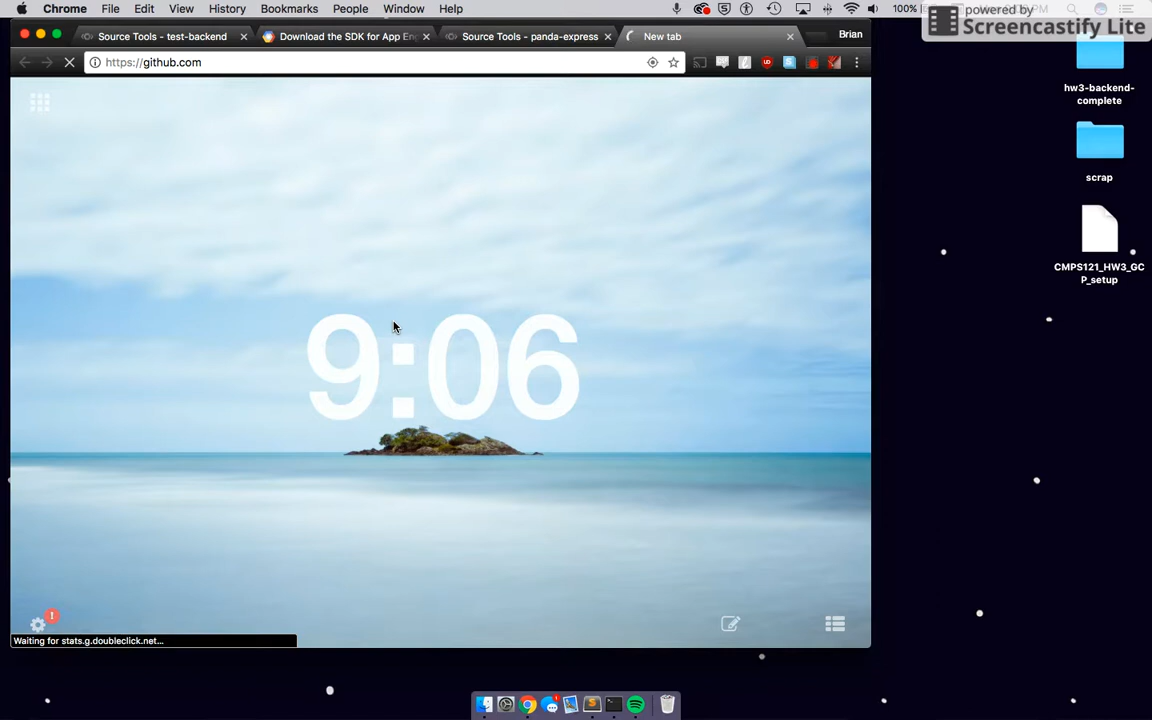 Chrome File Edit View History Bookmarks People Window Help 100% PM
powered by
Screencastify Lite
Source Tools - test-backend Download the SDK for App Eng Source Tools - panda-express New tab Brian
https://github.com
hw3-backend-
complete
scrap
CMPS121_HW3_GC
P_setup
9:06
!
Waiting for stats.g.doubleclick.net...